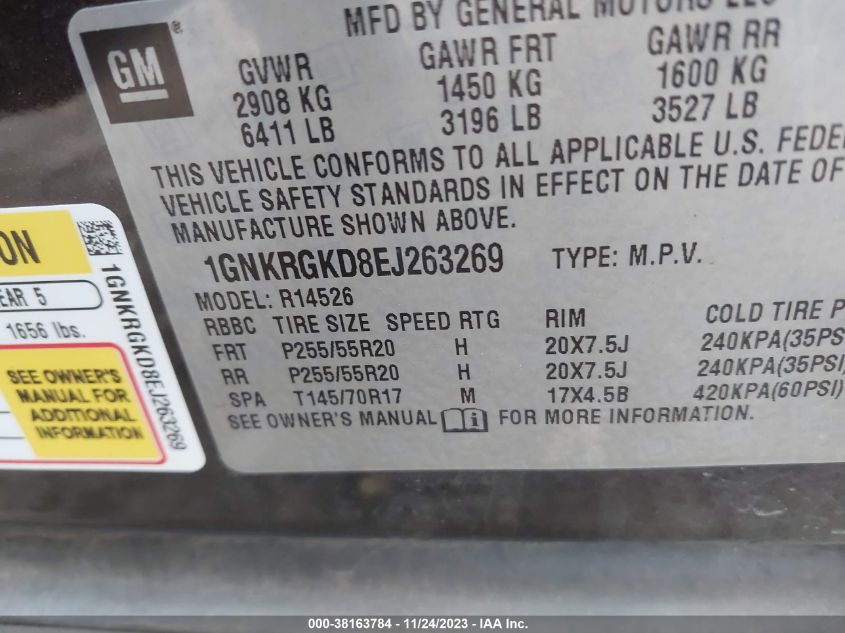 MFD BY GENERAL MOTORS LLC
GM ®
GVWR GAWR FRT GAWR RR
2908 KG 1450 KG 1600 KG
6411 LB 3196 LB 3527 LB
THIS VEHICLE CONFORMS TO ALL APPLICABLE U.S. FEDE
VEHICLE SAFETY STANDARDS IN EFFECT ON THE DATE OF
MANUFACTURE SHOWN ABOVE.
1GNKRGKD8EJ263269 TYPE: M.P.V.
MODEL: R14526
RBBC TIRE SIZE SPEED RTG RIM COLD TIRE P
FRT P255/55R20 H 20X7.5J 240KPA(35PS
RR P255/55R20 H 20X7.5J 240KPA(35PSI)
SPA T145/70R17 M 17X4.5B 420KPA(60PSI)
SEE OWNER'S MANUAL i FOR MORE INFORMATION.
ON
EAR 5
1656 lbs.
SEE OWNER'S
MANUAL FOR
ADDITIONAL
INFORMATION
1GNKRGKD8EJ263269
000-38163784 - 11/24/2023 - IAA Inc.